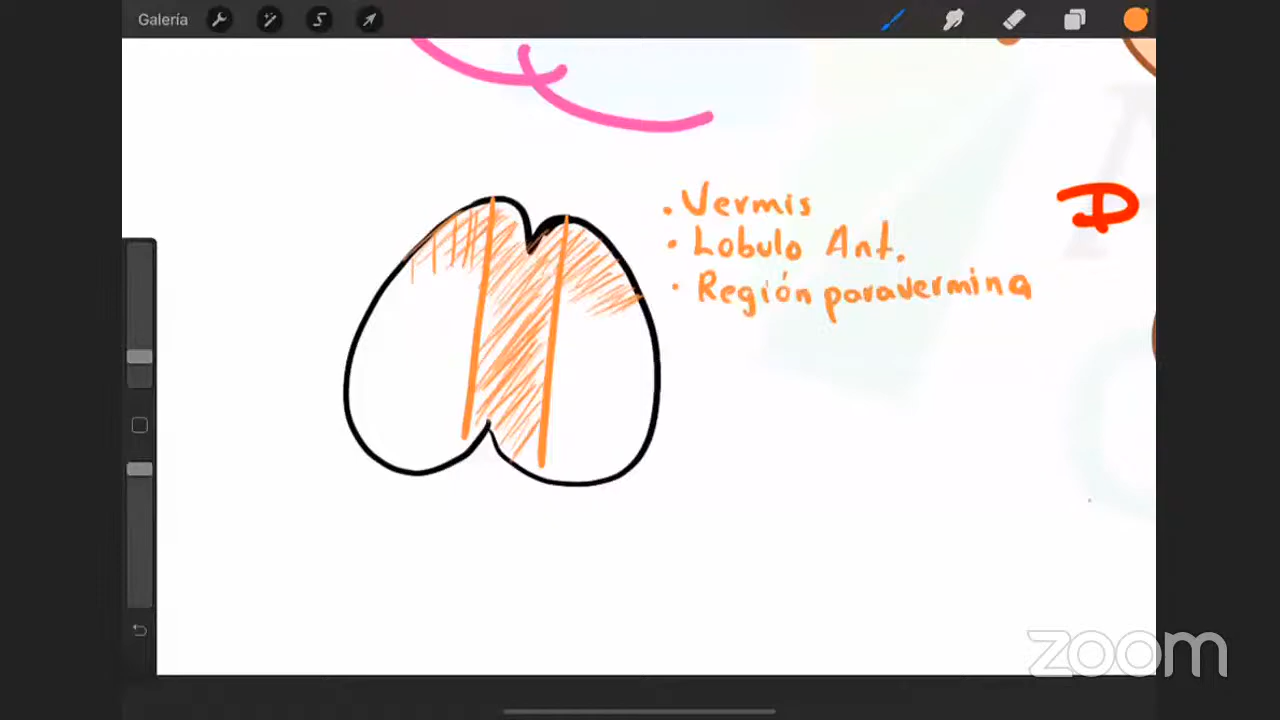 Galería
. Vermis
• Lobulo Ant.
• Región paravermina
D
zoom